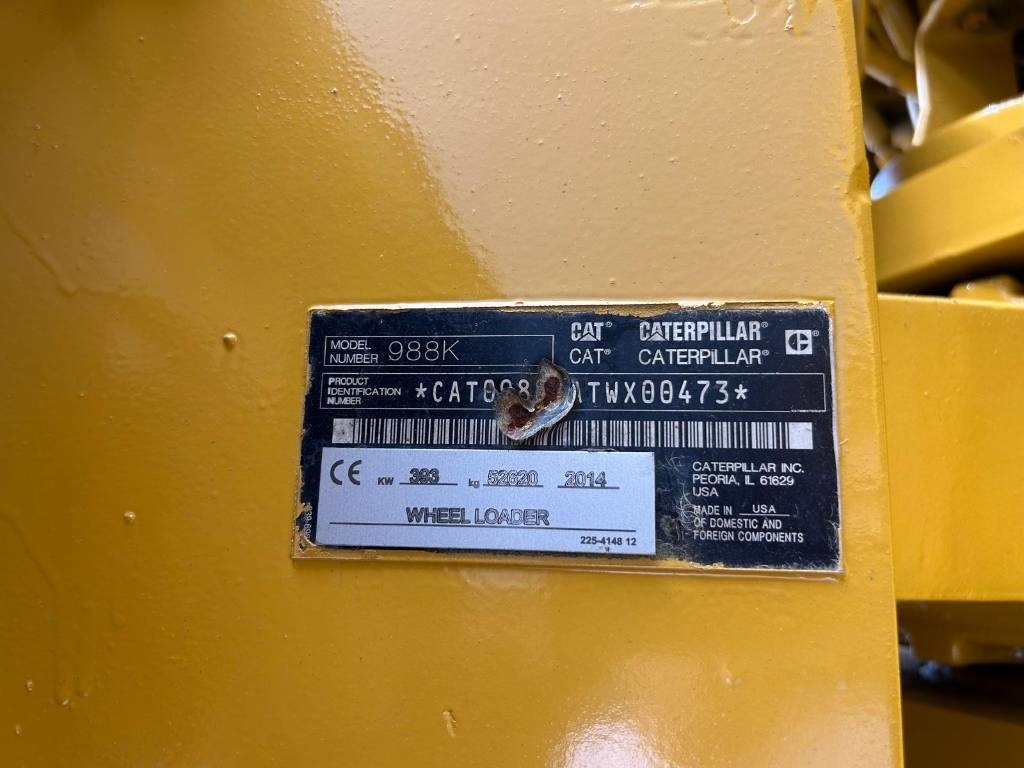 MODEL NUMBER 988K
CAT® CATERPILLAR®
CAT® CATERPILLAR®
PRODUCT IDENTIFICATION NUMBER *CAT098 ATWX00473*
CE KW 393 kg 52620 2014
WHEEL LOADER
225-4148 12
CATERPILLAR INC.
PEORIA, IL 61629
USA
MADE IN USA
OF DOMESTIC AND
FOREIGN COMPONENTS